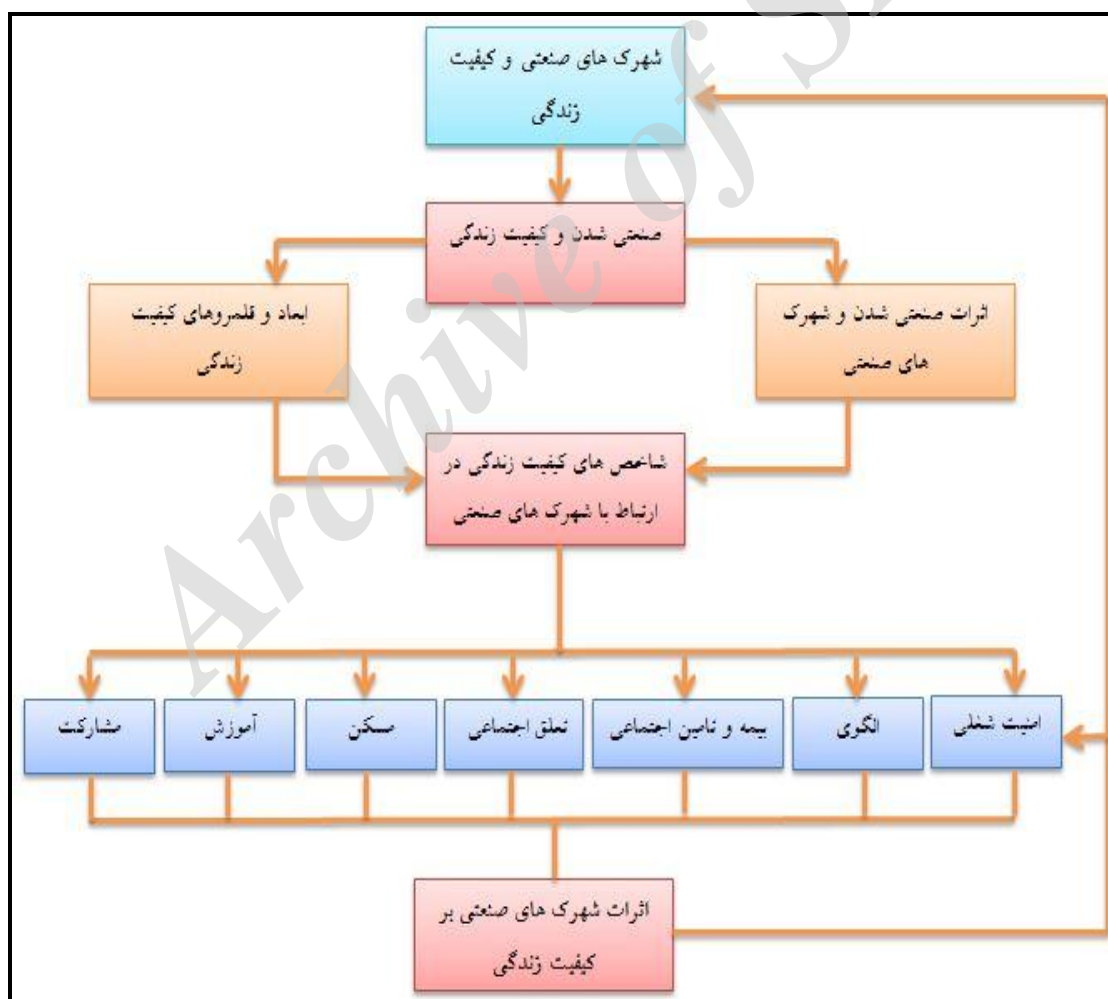 شهرک های صنعتی و کیفیت
زندگی
صنعتی شدن و کیفیت زندگی
اثرات صنعتی شدن و شهرک
های صنعتی
ابعاد و قلمروهای کیفیت
زندگی
شاخص های کیفیت زندگی در
ارتباط با شهرک های صنعتی
امنیت شغلی
الگوی
بیمه و تامین اجتماعی
تعلق اجتماعی
مسکن
آموزش
مشارکت
اثرات شهرک های صنعتی بر
کیفیت زندگی
Archive of S